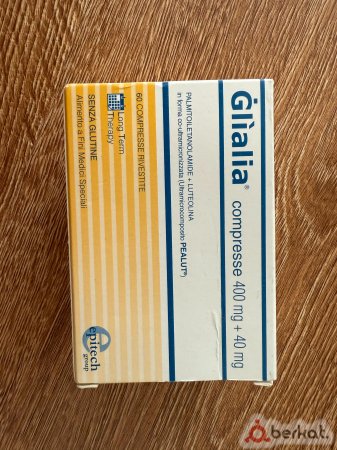 Glìalia®
compresse 400 mg + 40 mg
PALMITOILETANOLAMIDE + LUTEOLINA
in forma co-ultramicronizzata (Ultramicrocomposito PEALUT®)
60 COMPRESSE RIVESTITE
Long Term
Therapy
SENZA GLUTINE
Alimento a Fini Medici Speciali
epitech
group
berkat.